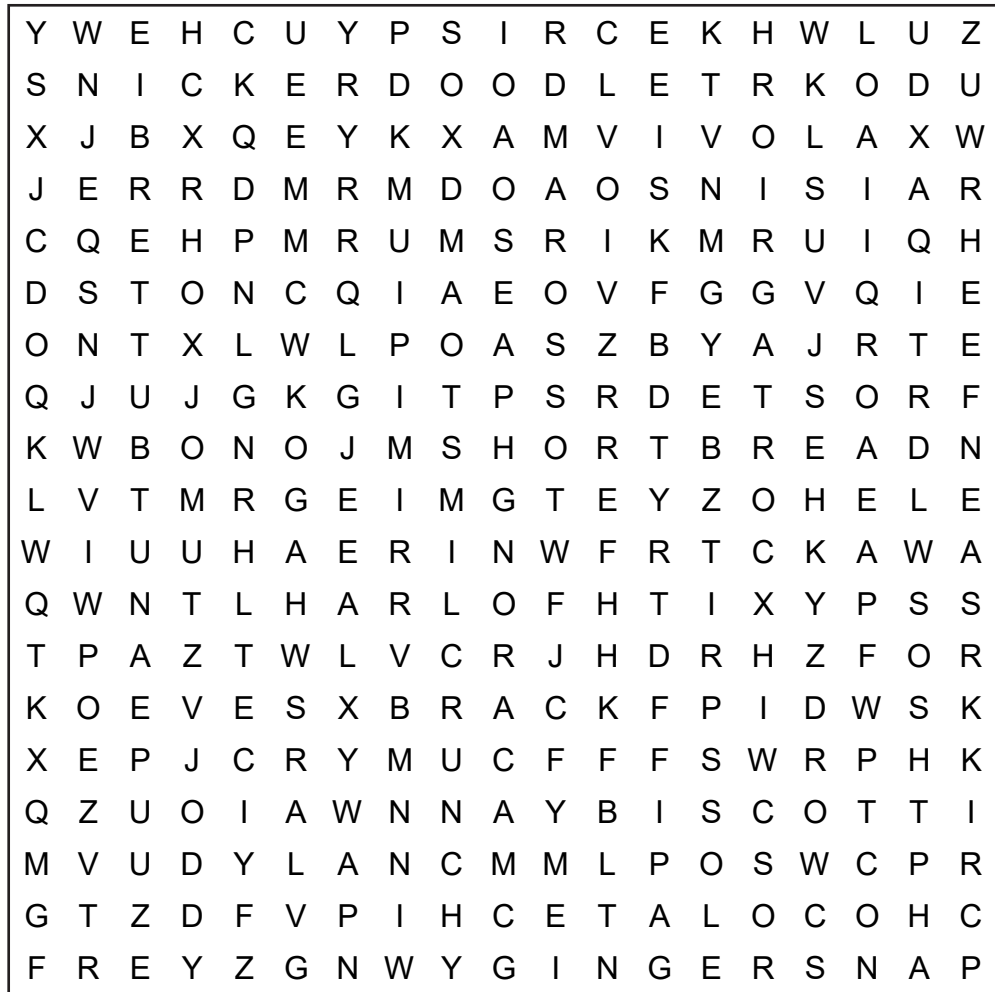 Y W E H C U Y P S I R C E K H W L U Z
S N I C K E R D O O D L E T R K O D U
X J B X Q E Y K X A M V I V O L A X W
J E R R D M R M D O A O S N I S I A R
C Q E H P M R U M S R I K M R U I Q H
D S T O N C Q I A E O V F G G V Q I E
O N T X L W L P O A S Z B Y A J R T E
Q J U J G K G I T P S R D E T S O R F
K W B O N O J M S H O R T B R E A D N
L V T M R G E I M G T E Y Z O H E L E
W I U U H A E R I N W F R T C K A W A
Q W N T L H A R L O F H T I X Y P S S
T P A Z T W L V C R J H D R H Z F O R
K O E V E S X B R A C K F P I D W S K
X E P J C R Y M U C F F F S W R P H K
Q Z U O I A W N N A Y B I S C O T T I
M V U D Y L A N C M M L P O S W C P R
G T Z D F V P I H C E T A L O C O H C
F R E Y Z G N W Y G I N G E R S N A P